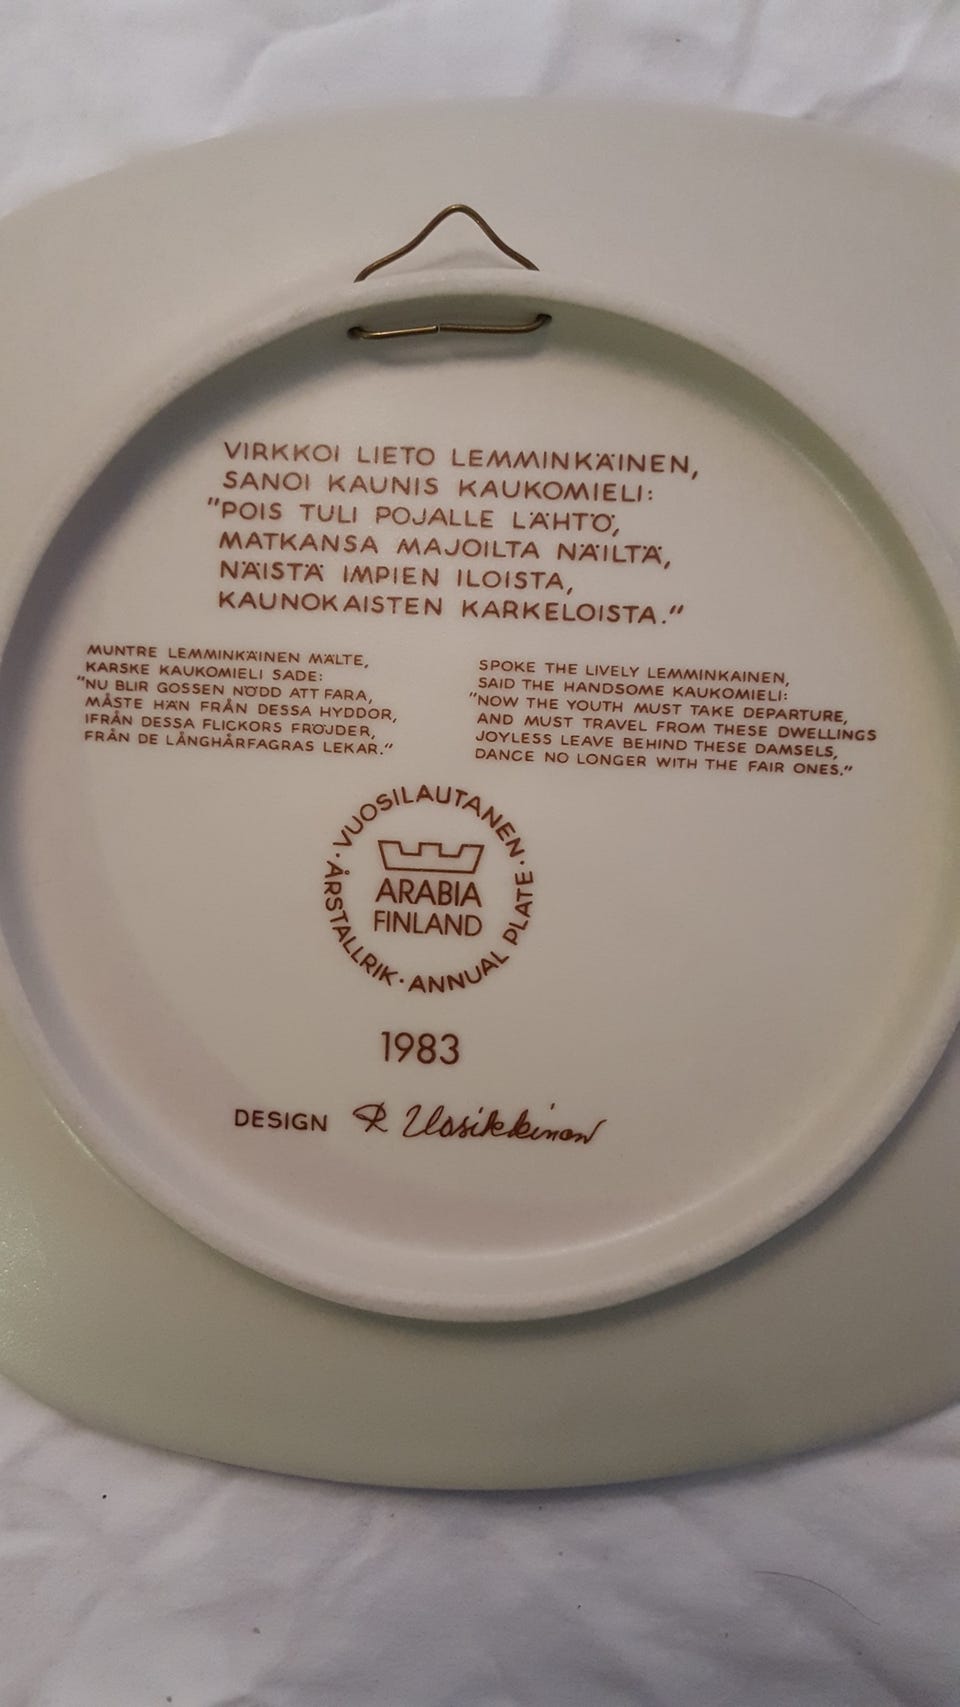 VIRKKOI LIETO LEMMINKÄINEN,
SANOI KAUNIS KAUKOMIELI:
"POIS TULI POJALLE LÄHTÖ,
MATKANSA MAJOILTA NÄILTÄ,
NÄISTÄ IMPIEN ILOISTA,
KAUNOKAISTEN KARKELOISTA."
MUNTRE LEMMINKÄINEN MÄLTE,
KARSKE KAUKOMIELI SADE:
"NU BLIR GOSSEN NÖDD ATT FARA,
MÅSTE HAN FRÅN DESSA HYDDOR,
IFRÅN DESSA FLICKORS FRÖJDER,
FRÅN DE LÅNGHÅRFAGRAS LEKAR."
SPOKE THE LIVELY LEMMINKAINEN,
SAID THE HANDSOME KAUKOMIELI:
"NOW THE YOUTH MUST TAKE DEPARTURE,
AND MUST TRAVEL FROM THESE DWELLINGS
JOYLESS LEAVE BEHIND THESE DAMSELS,
DANCE NO LONGER WITH THE FAIR ONES."
· VUOSILAUTANEN · ANNUAL PLATE · ÅRSTALLRIK
ARABIA
FINLAND
1983
DESIGN R Uosikkinen